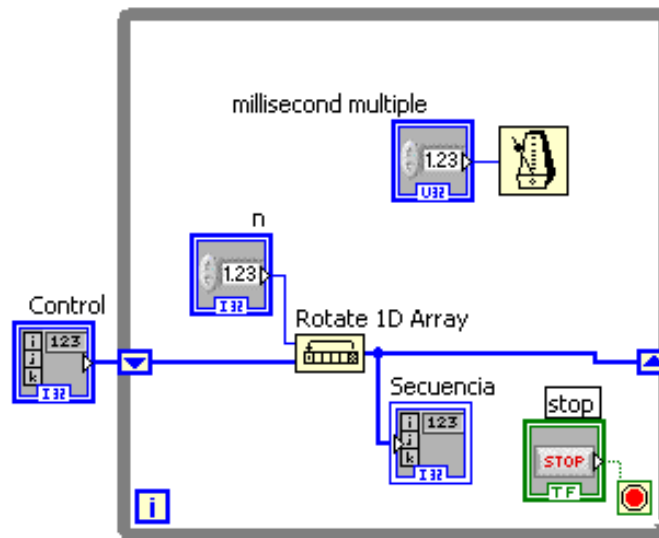 millisecond multiple
1.23
U32
n
1.23
I32
Control
i
j
k
123
I32
Rotate 1D Array
Secuencia
i
j
k
123
I32
stop
STOP
TF
i